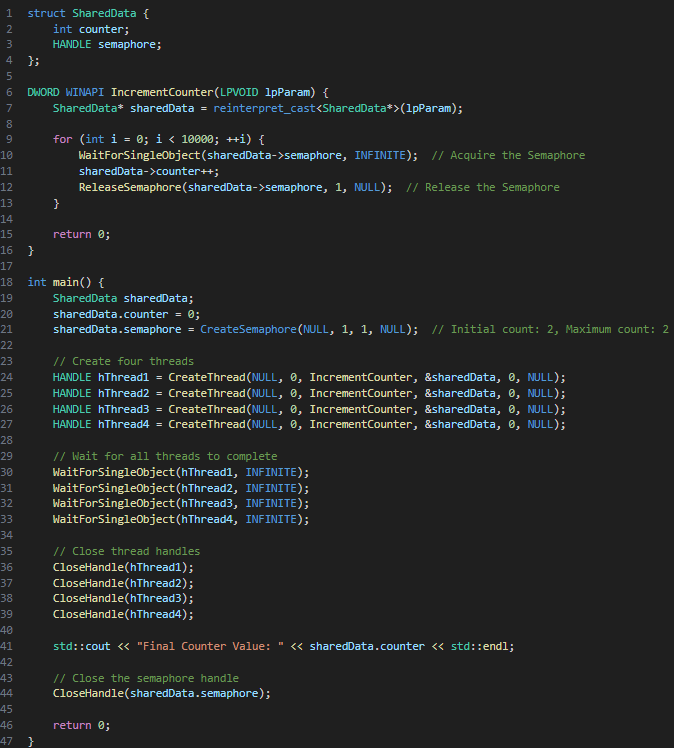 1 struct SharedData {
2     int counter;
3     HANDLE semaphore;
4 };
5
6 DWORD WINAPI IncrementCounter(LPVOID lpParam) {
7     SharedData* sharedData = reinterpret_cast<SharedData*>(lpParam);
8
9     for (int i = 0; i < 10000; ++i) {
10         WaitForSingleObject(sharedData->semaphore, INFINITE);  // Acquire the Semaphore
11         sharedData->counter++;
12         ReleaseSemaphore(sharedData->semaphore, 1, NULL);  // Release the Semaphore
13     }
14
15     return 0;
16 }
17
18 int main() {
19     SharedData sharedData;
20     sharedData.counter = 0;
21     sharedData.semaphore = CreateSemaphore(NULL, 1, 1, NULL);  // Initial count: 2, Maximum count: 2
22
23     // Create four threads
24     HANDLE hThread1 = CreateThread(NULL, 0, IncrementCounter, &sharedData, 0, NULL);
25     HANDLE hThread2 = CreateThread(NULL, 0, IncrementCounter, &sharedData, 0, NULL);
26     HANDLE hThread3 = CreateThread(NULL, 0, IncrementCounter, &sharedData, 0, NULL);
27     HANDLE hThread4 = CreateThread(NULL, 0, IncrementCounter, &sharedData, 0, NULL);
28
29     // Wait for all threads to complete
30     WaitForSingleObject(hThread1, INFINITE);
31     WaitForSingleObject(hThread2, INFINITE);
32     WaitForSingleObject(hThread3, INFINITE);
33     WaitForSingleObject(hThread4, INFINITE);
34
35     // Close thread handles
36     CloseHandle(hThread1);
37     CloseHandle(hThread2);
38     CloseHandle(hThread3);
39     CloseHandle(hThread4);
40
41     std::cout << "Final Counter Value: " << sharedData.counter << std::endl;
42
43     // Close the semaphore handle
44     CloseHandle(sharedData.semaphore);
45
46     return 0;
47 }